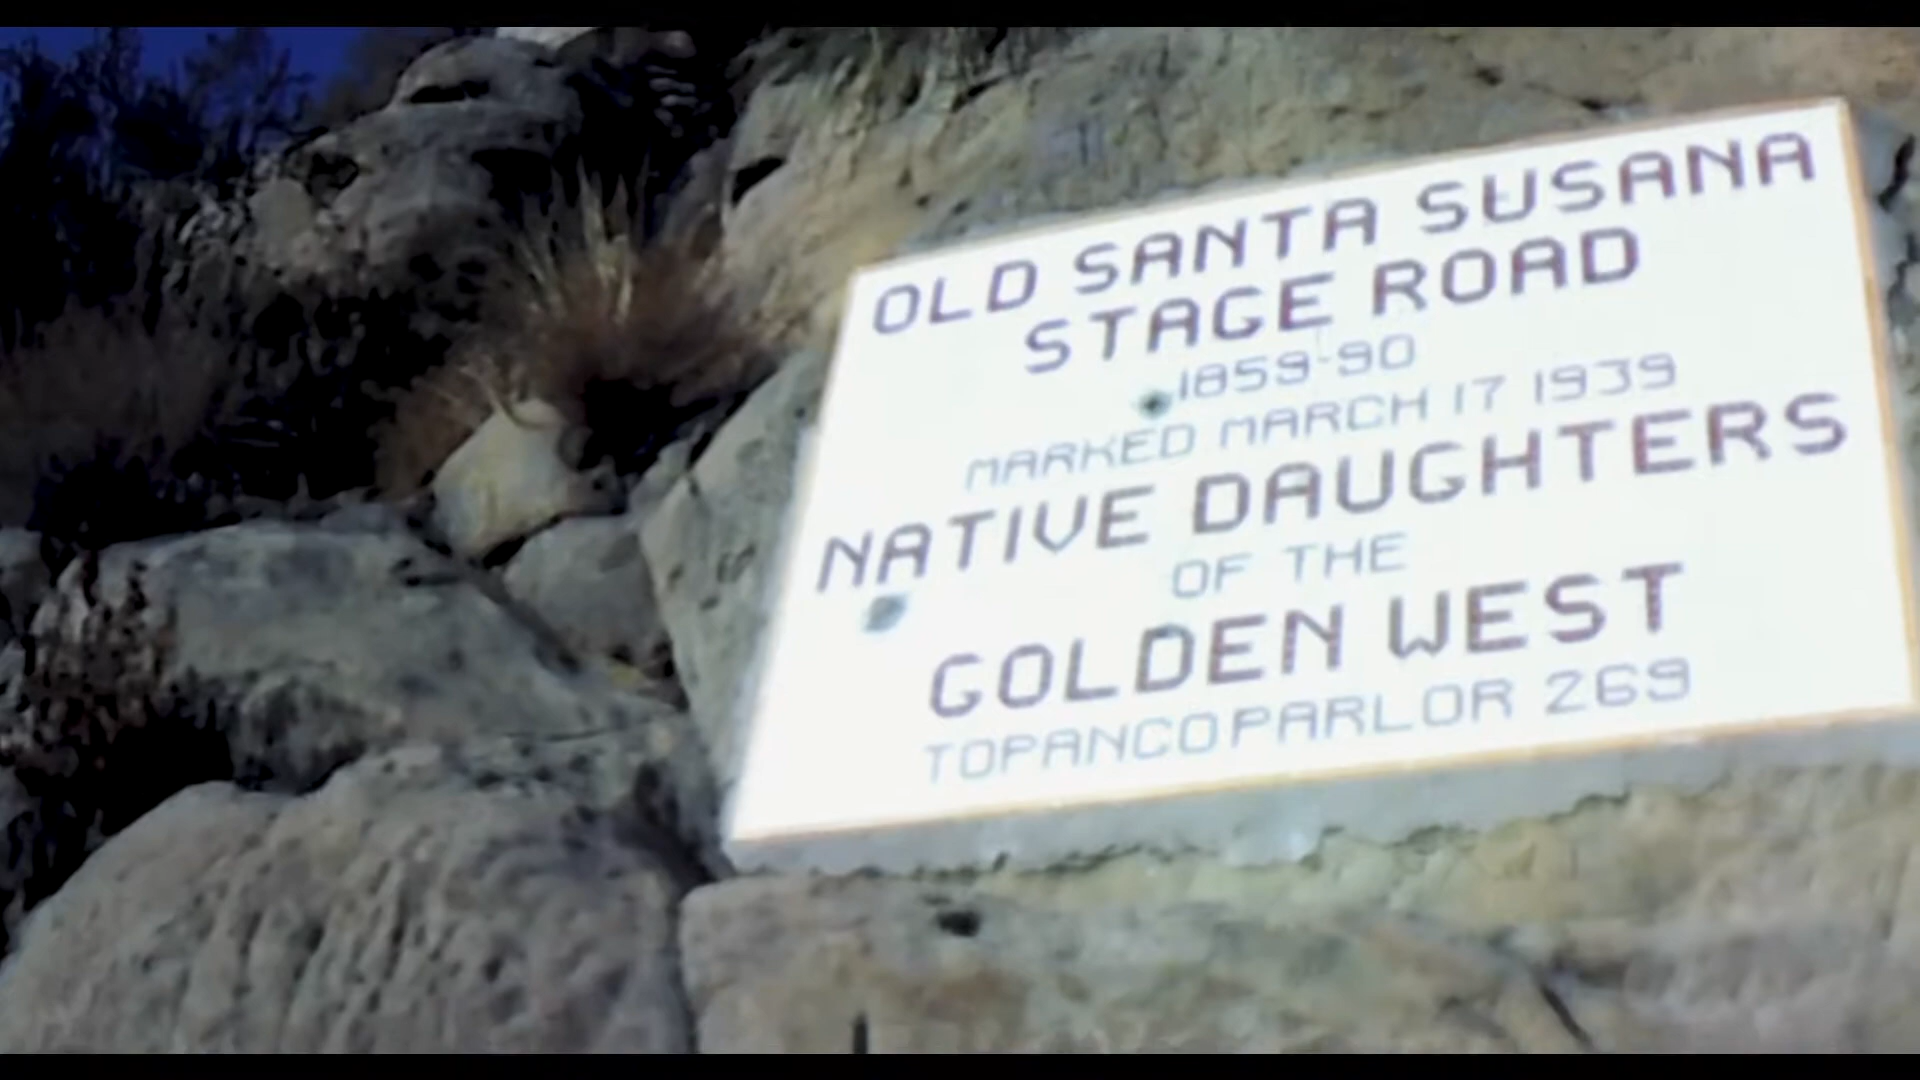 OLD SANTA SUSANA
STAGE ROAD
1859-90
MARKED MARCH 17 1939
NATIVE DAUGHTERS
OF THE
GOLDEN WEST
TOPANCO PARLOR 269